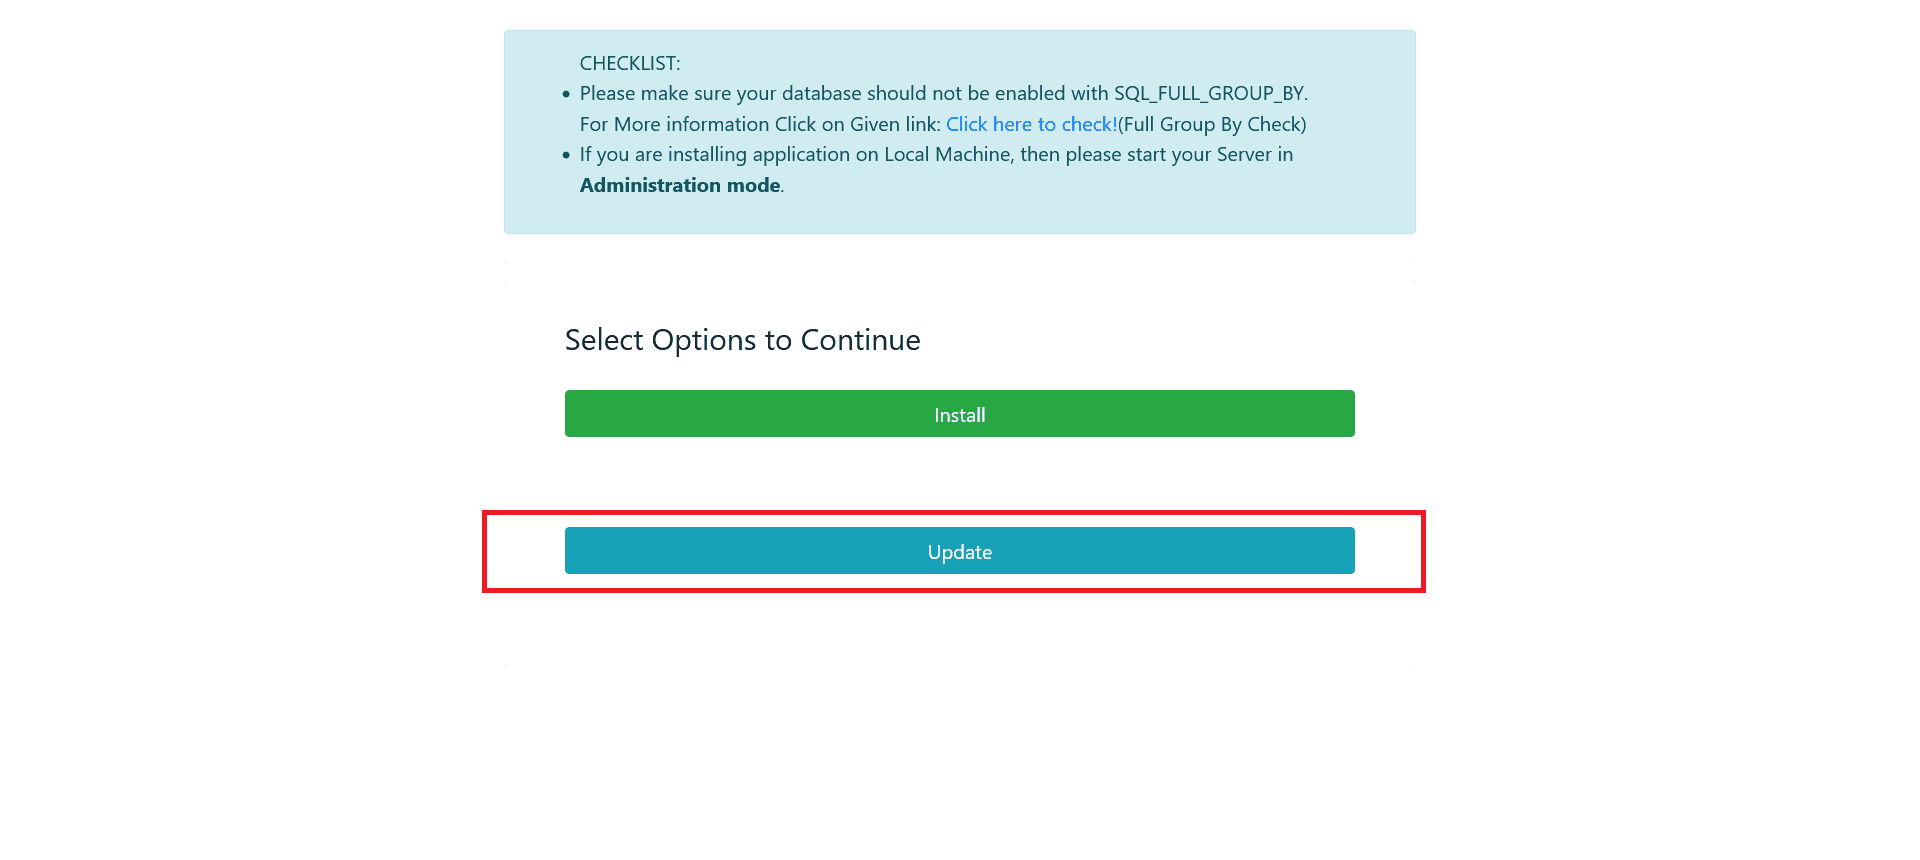 CHECKLIST:
• Please make sure your database should not be enabled with SQL_FULL_GROUP_BY.
For More information Click on Given link: Click here to check!(Full Group By Check)
• If you are installing application on Local Machine, then please start your Server in
Administration mode.
Select Options to Continue
Install
Update